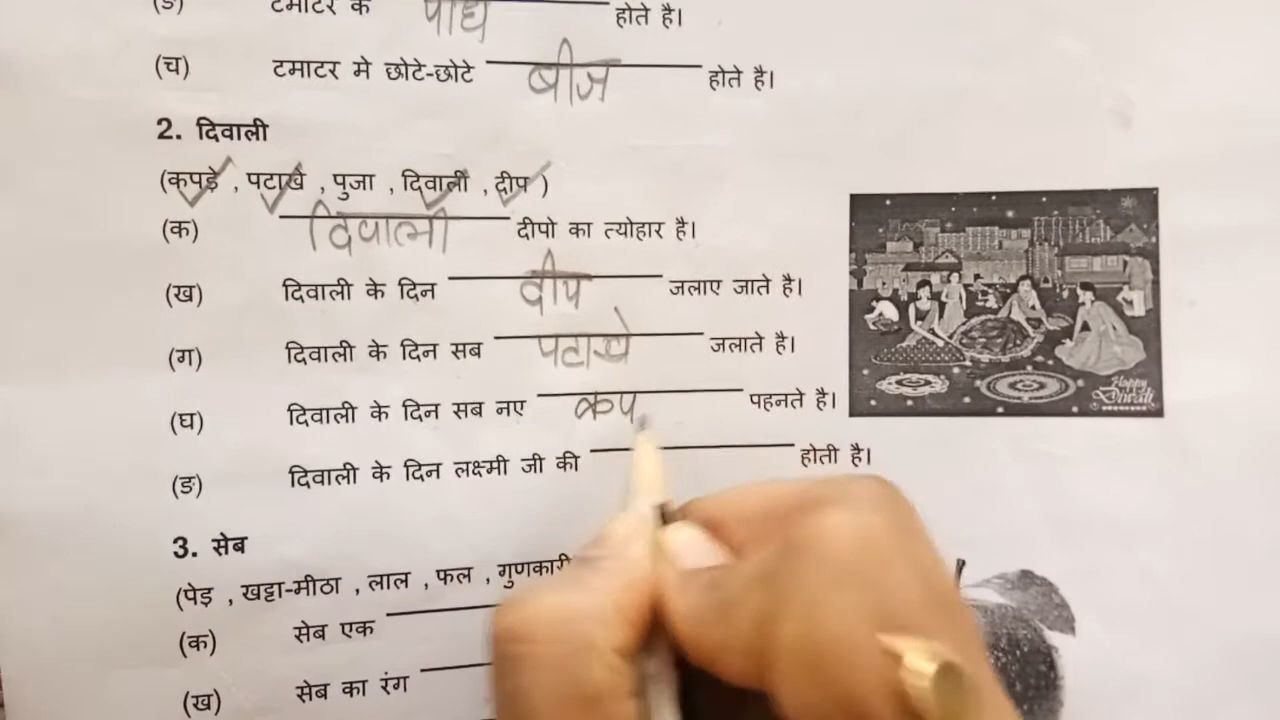 (ङ) टमाटर के पौधे होते है।
(च) टमाटर मे छोटे-छोटे बीज होते है।
2. दिवाली
(कपड़े , पटाखे , पुजा , दिवाली , द्वीप )
(क) दिवाली दीपो का त्योहार है।
(ख) दिवाली के दिन दीप जलाए जाते है।
(ग) दिवाली के दिन सब पटाखे जलाते है।
(घ) दिवाली के दिन सब नए कप पहनते है।
(ङ) दिवाली के दिन लक्ष्मी जी की होती है।
Happy Diwali
3. सेब
(पेड़ , खट्टा-मीठा , लाल , फल , गुणकारी
(क) सेब एक
(ख) सेब का रंग